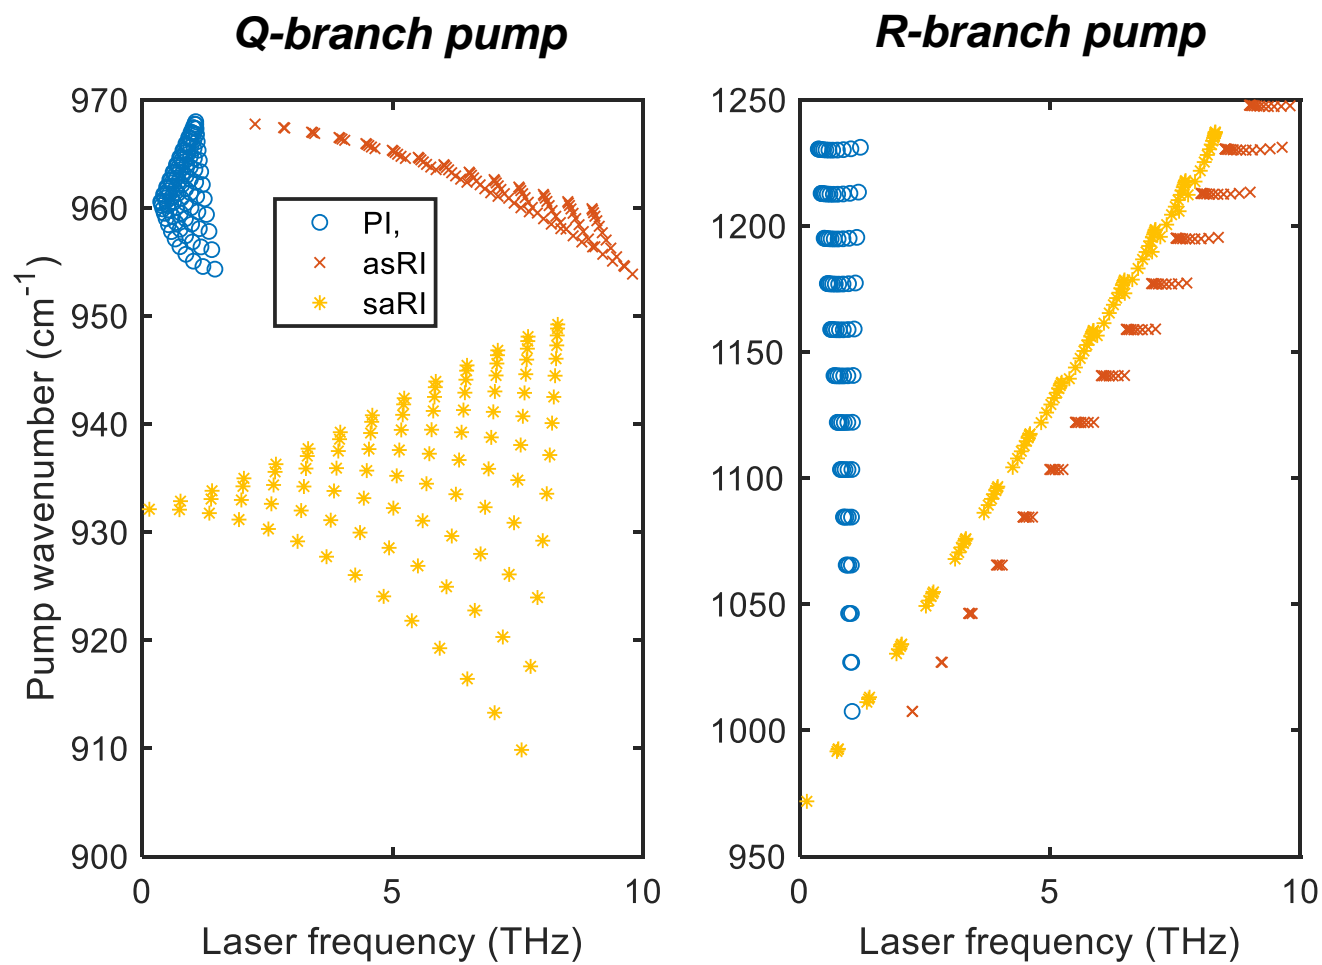 Q-branch pump
R-branch pump
970
960
950
940
930
920
910
900
0
5
10
Pump wavenumber (cm-1)
Laser frequency (THz)
PI,
asRI
saRI
1250
1200
1150
1100
1050
1000
950
0
5
10
Laser frequency (THz)